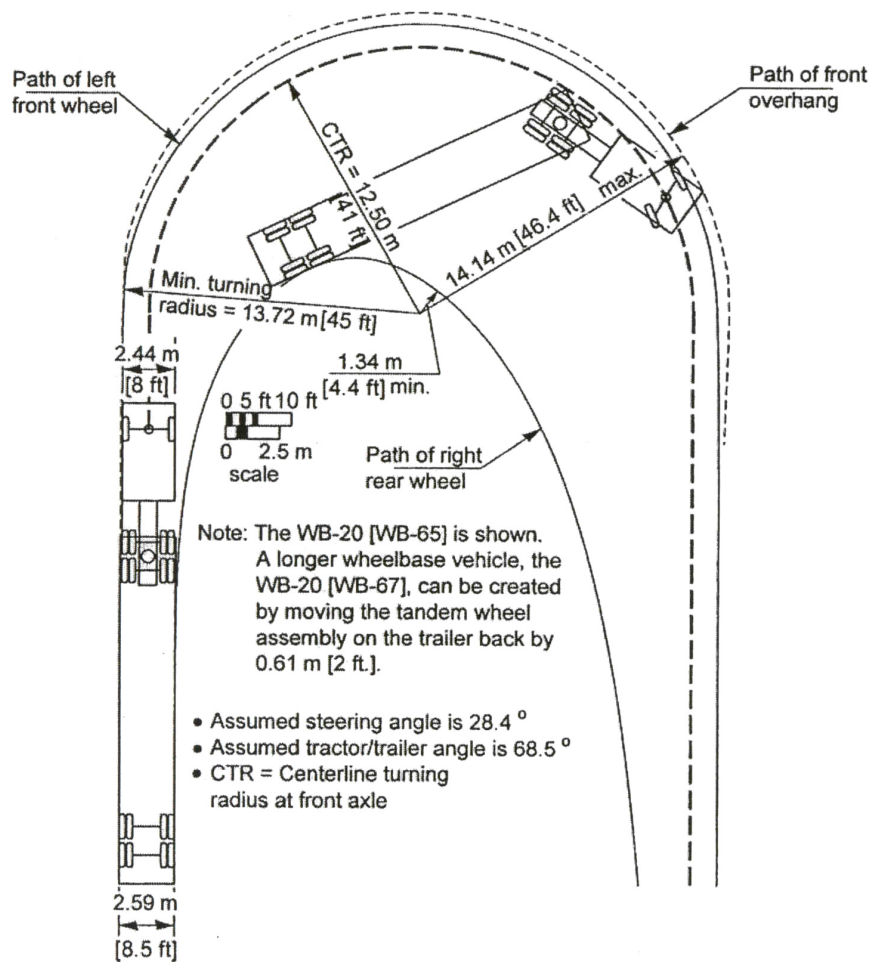 Path of left
front wheel
Path of front
overhang
CTR = 12.50 m
[41 ft]
14.14 m [46.4 ft] max.
Min. turning
radius = 13.72 m[45 ft]
2.44 m
[8 ft]
1.34 m
[4.4 ft] min.
0 5 ft 10 ft
0 2.5 m
scale
Path of right
rear wheel
Note: The WB-20 [WB-65] is shown.
A longer wheelbase vehicle, the
WB-20 [WB-67], can be created
by moving the tandem wheel
assembly on the trailer back by
0.61 m [2 ft.].
• Assumed steering angle is 28.4 º
• Assumed tractor/trailer angle is 68.5 º
• CTR = Centerline turning
radius at front axle
2.59 m
[8.5 ft]